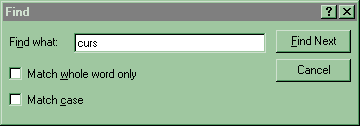 Find
Find what: curs Find Next
Match whole word only Cancel
Match case